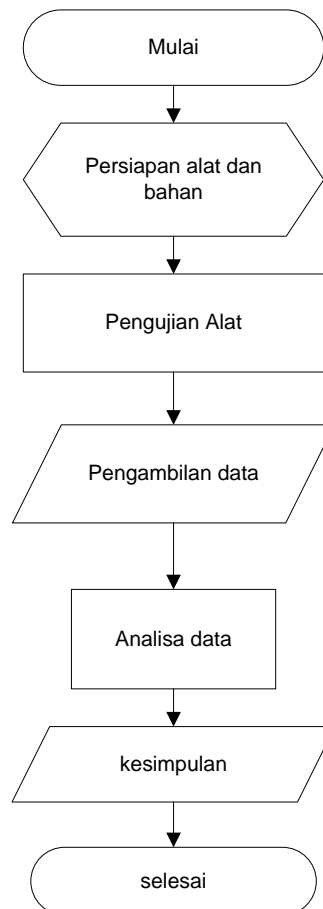 Mulai
Persiapan alat dan
bahan
Pengujian Alat
Pengambilan data
Analisa data
kesimpulan
selesai